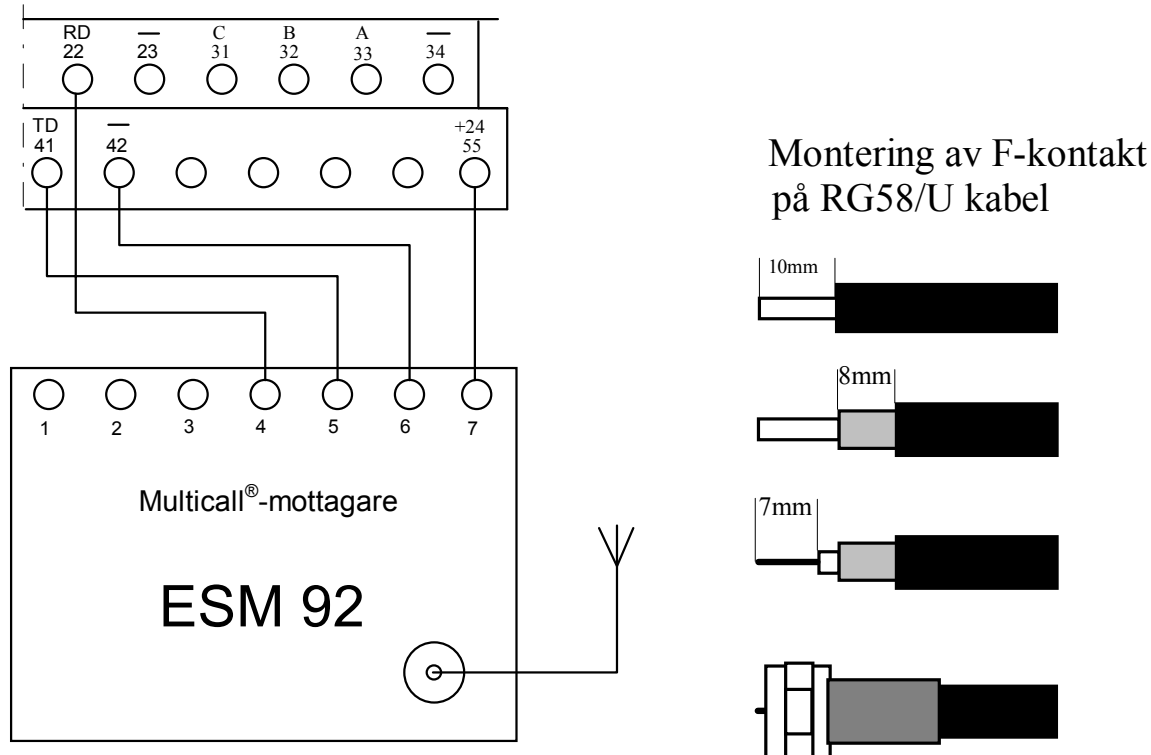 RD — C B A —
22 23 31 32 33 34
TD — +24
41 42 55
1 2 3 4 5 6 7
Multicall®-mottagare
ESM 92
Montering av F-kontakt
på RG58/U kabel
10mm
8mm
7mm